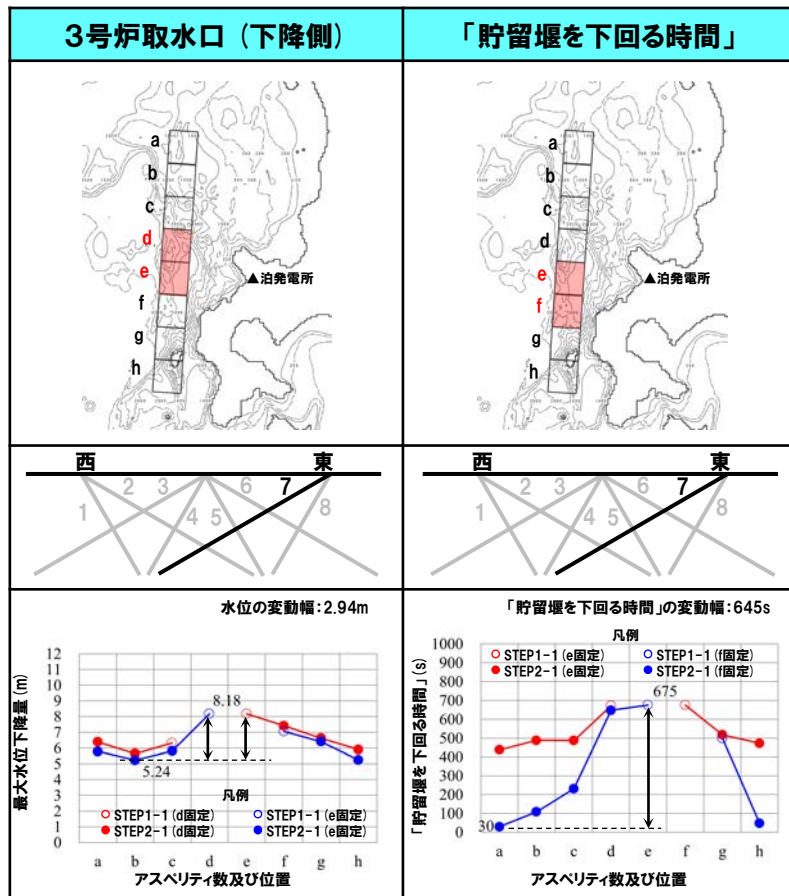 3号炉取水口（下降側）
「貯留堰を下回る時間」
a
b
c
d
e
f
g
h
▲泊発電所
a
b
c
d
e
f
g
h
▲泊発電所
西
東
1
2
3
4
5
6
7
8
西
東
1
2
3
4
5
6
7
8
水位の変動幅：2.94m
最大水位下降量(m)
12
11
10
9
8
7
6
5
4
3
2
1
0
8.18
5.24
凡例
STEP1-1（d固定）
STEP1-1（e固定）
STEP2-1（d固定）
STEP2-1（e固定）
a b c d e f g h
アスペリティ数及び位置
「貯留堰を下回る時間」の変動幅：645s
凡例
STEP1-1（e固定）
STEP1-1（f固定）
STEP2-1（e固定）
STEP2-1（f固定）
「貯留堰を下回る時間」(s)
1000
900
800
700
600
500
400
300
200
100
0
675
30
a b c d e f g h
アスペリティ数及び位置